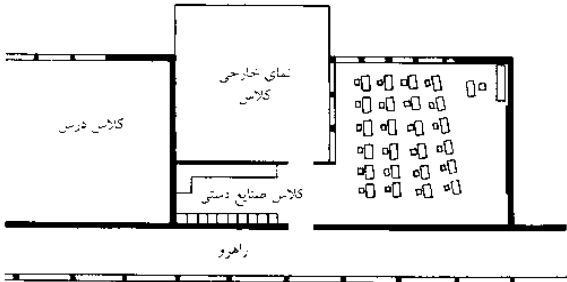 نمای خارجی
کلاس
کلاس درس
کلاس صنایع دستی
راهرو